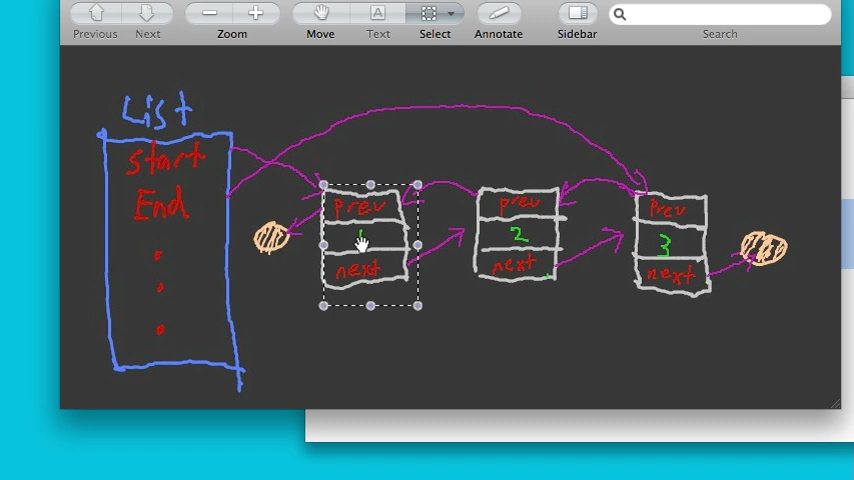 Previous Next Zoom Move Text Select Annotate Sidebar Search
List
Start
End
prev
1
next
prev
2
next
prev
3
next